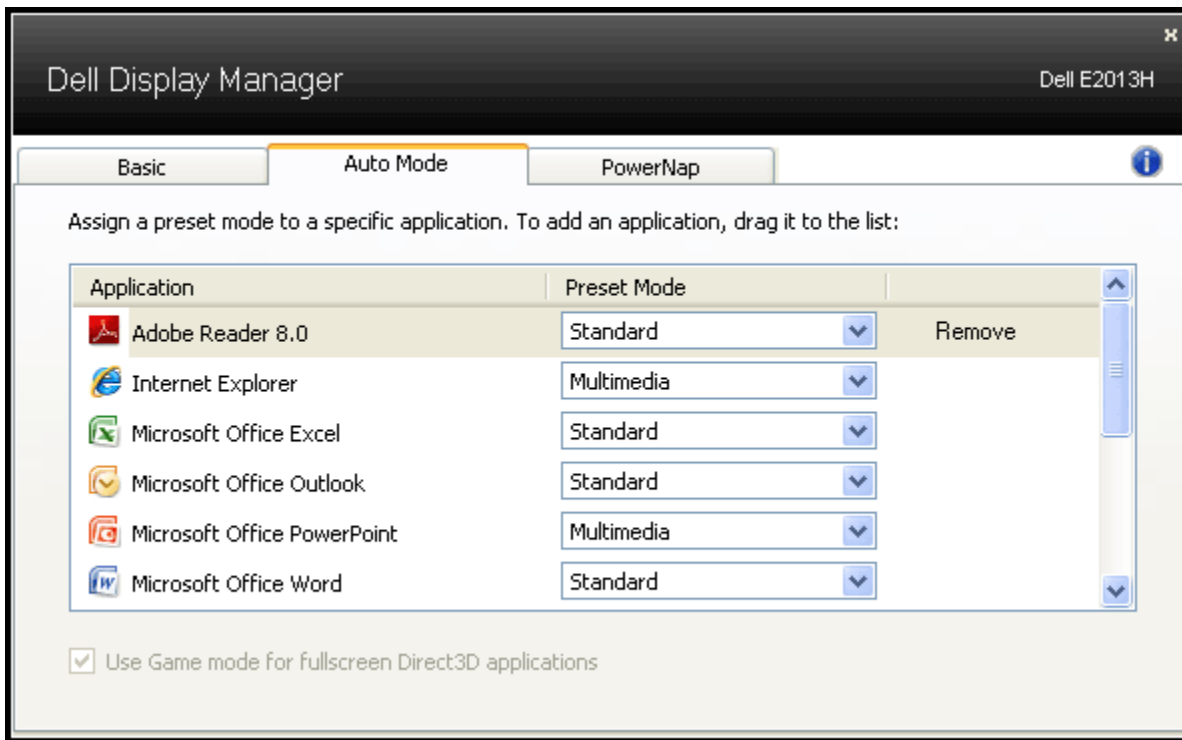 Dell Display Manager
Dell E2013H
Basic
Auto Mode
PowerNap
Assign a preset mode to a specific application. To add an application, drag it to the list:
Application Preset Mode
Adobe Reader 8.0 Standard Remove
Internet Explorer Multimedia
Microsoft Office Excel Standard
Microsoft Office Outlook Standard
Microsoft Office PowerPoint Multimedia
Microsoft Office Word Standard
Use Game mode for fullscreen Direct3D applications